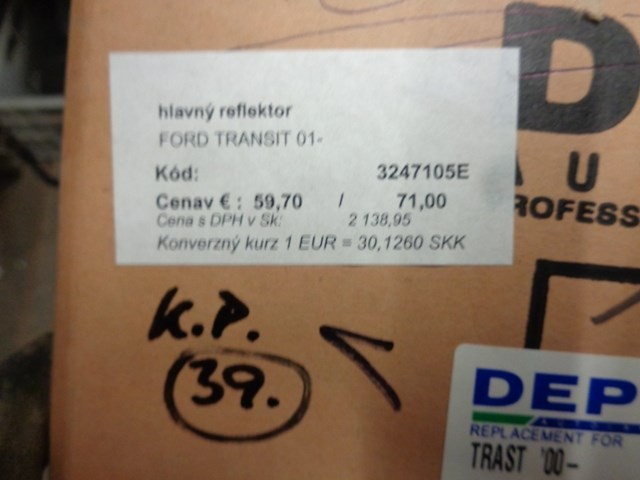 hlavný reflektor
FORD TRANSIT 01-
Kód: 3247105E
Cenav € : 59,70 / 71,00
Cena s DPH v Sk: 2 138,95
Konverzný kurz 1 EUR = 30,1260 SKK
K.P.
39.
D
A U
ROFESS
DEP
REPLACEMENT FOR
TRAST '00-